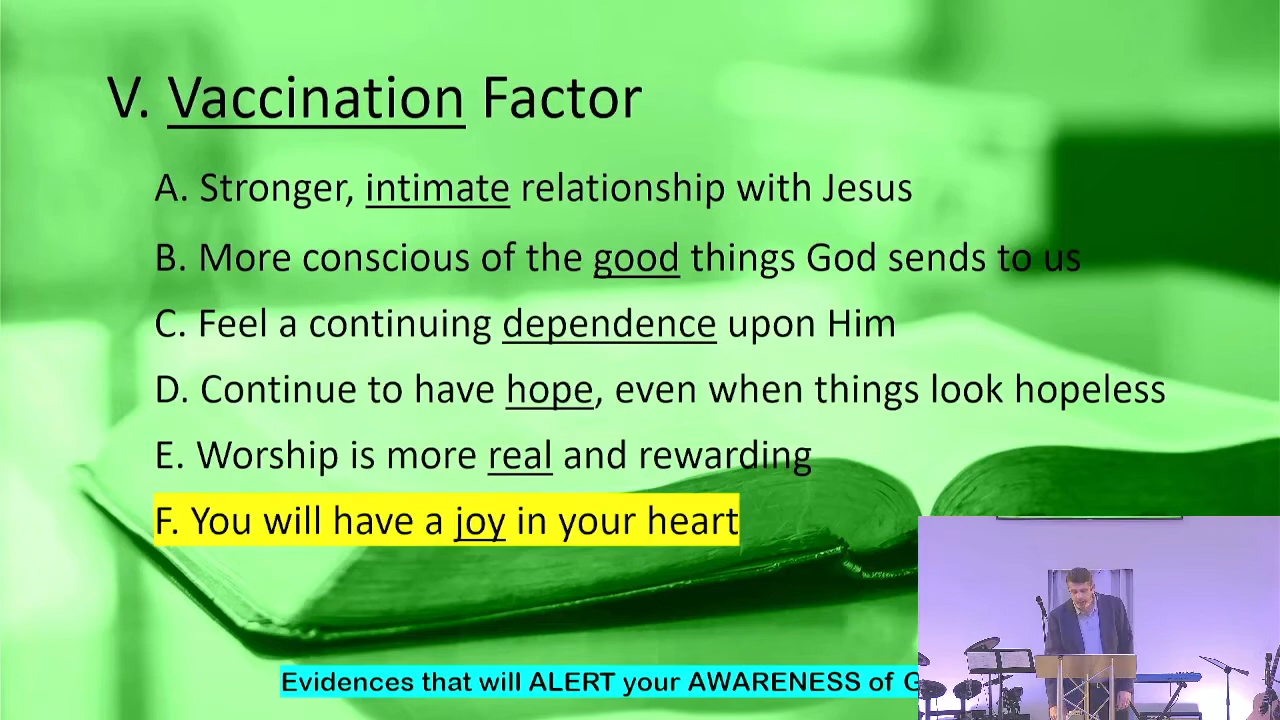 V. Vaccination Factor
A. Stronger, intimate relationship with Jesus
B. More conscious of the good things God sends to us
C. Feel a continuing dependence upon Him
D. Continue to have hope, even when things look hopeless
E. Worship is more real and rewarding
F. You will have a joy in your heart
Evidences that will ALERT your AWARENESS of